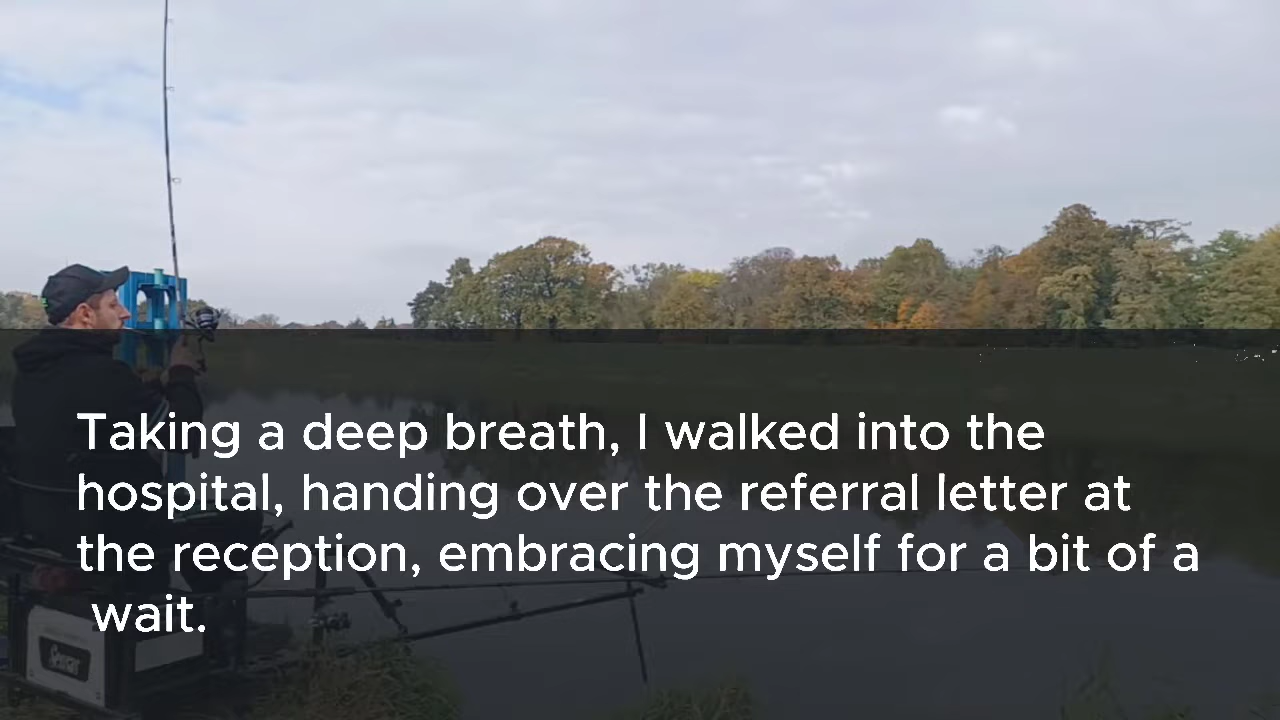 Taking a deep breath, I walked into the
hospital, handing over the referral letter at
the reception, embracing myself for a bit of a
wait.